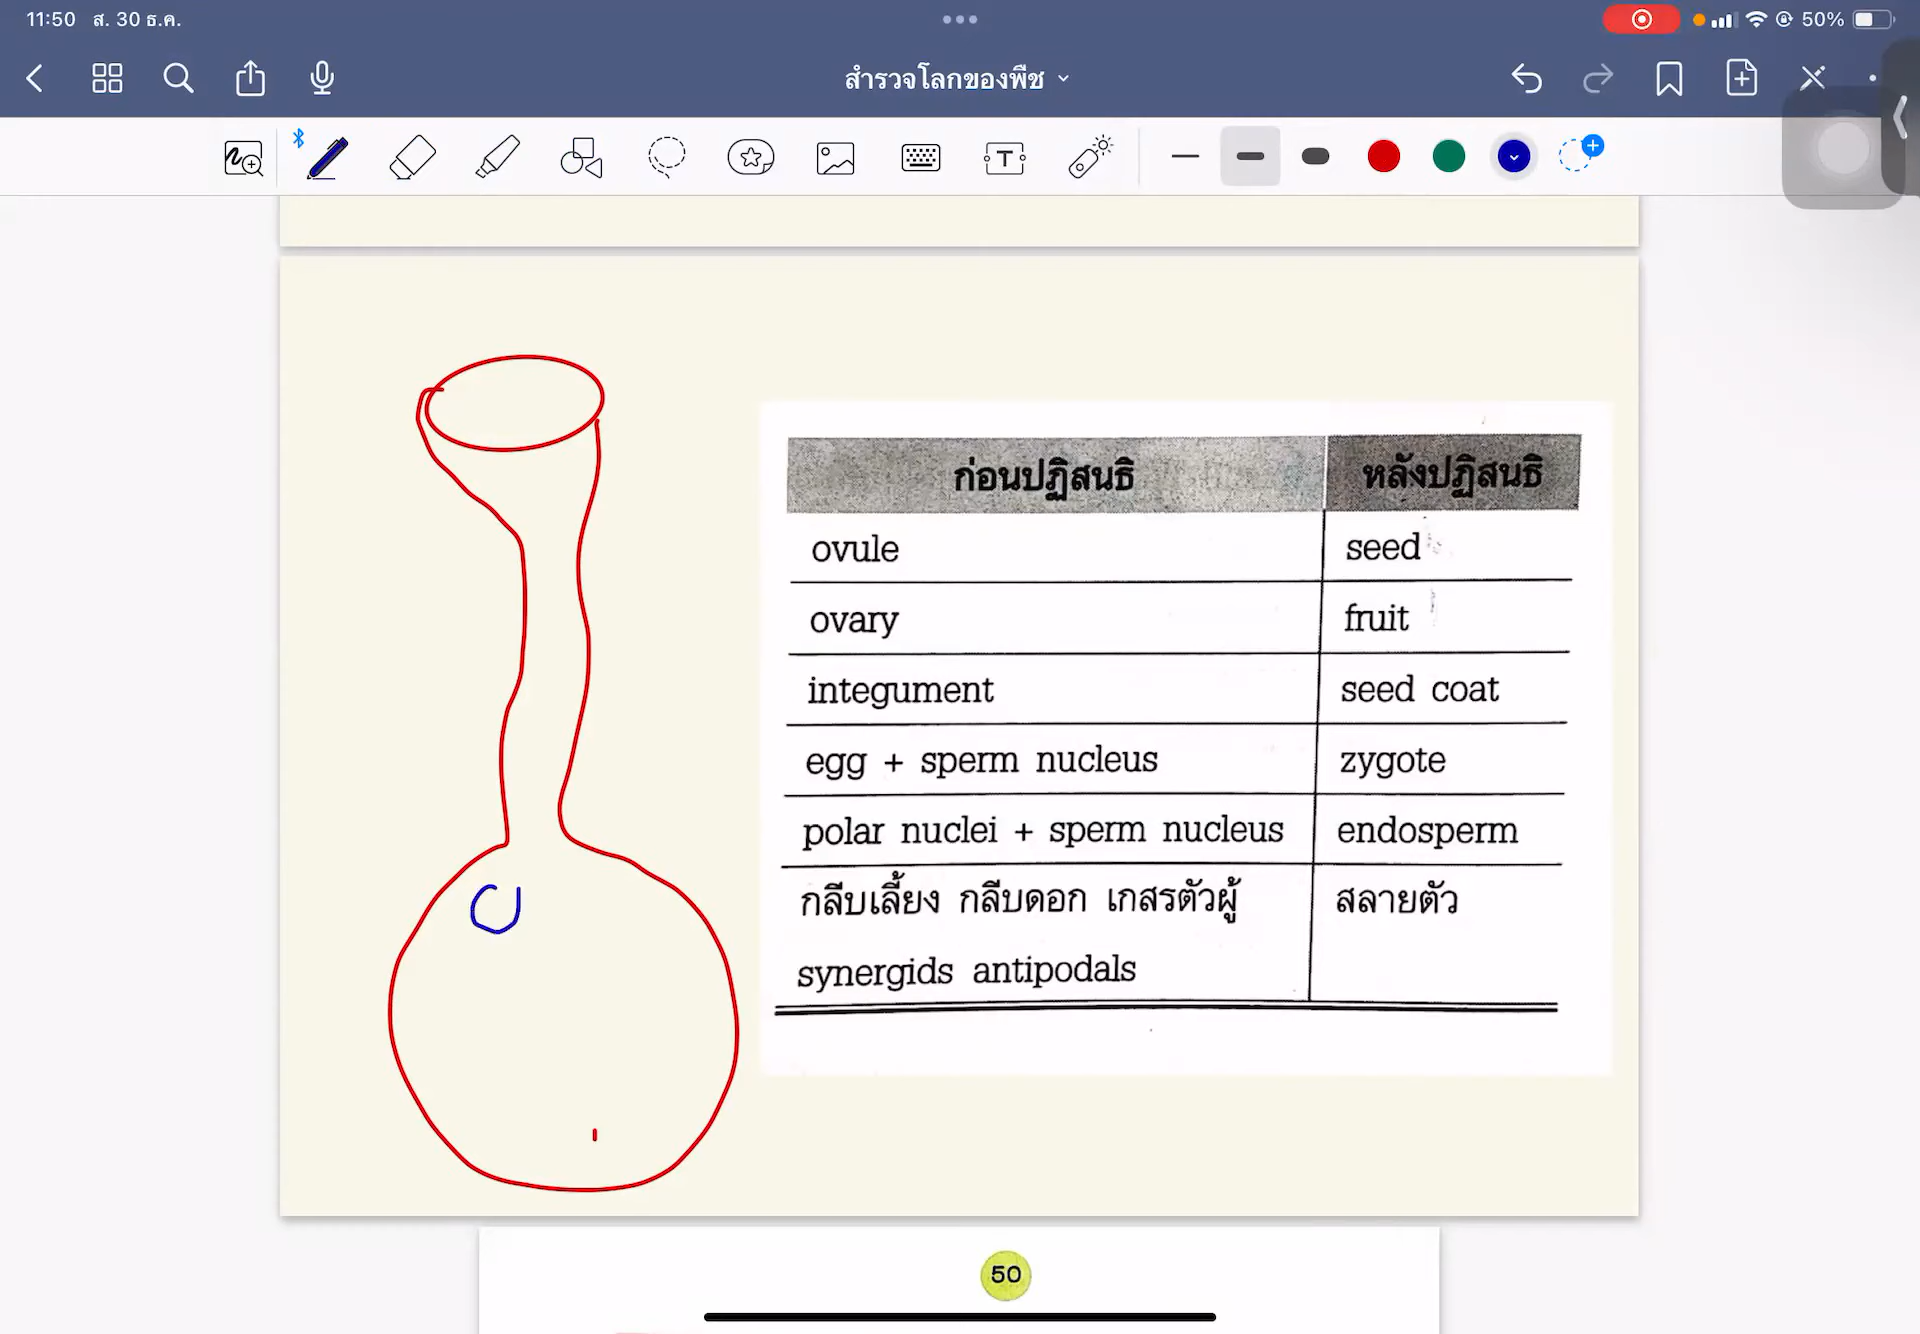 11:50 ส. 30 ธ.ค.
50%
สำรวจโลกของพืช
T
ก่อนปฏิสนธิ หลังปฏิสนธิ
ovule seed
ovary fruit
integument seed coat
egg + sperm nucleus zygote
polar nuclei + sperm nucleus endosperm
กลีบเลี้ยง กลีบดอก เกสรตัวผู้ สลายตัว
synergids antipodals
50